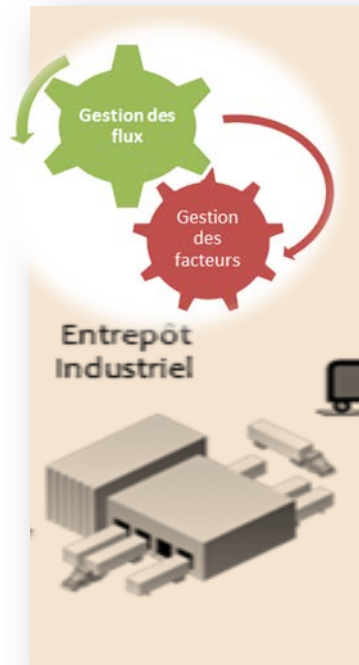 Gestion des
flux
Gestion
des
facteurs
Entrepôt
Industriel